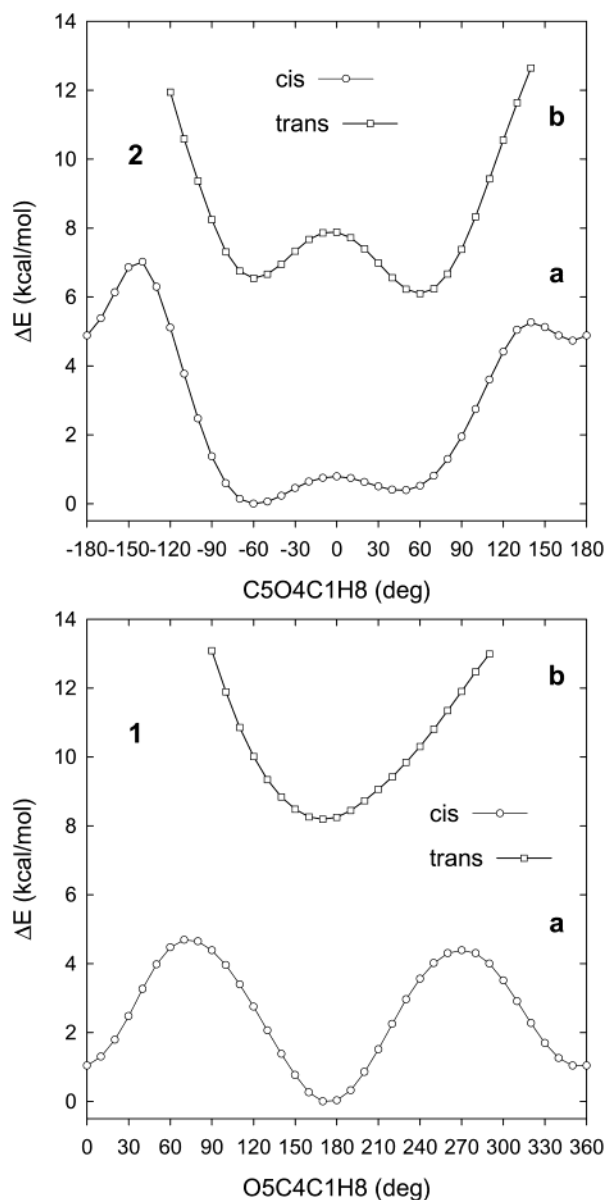 14
12
10
8
6
4
2
0
ΔE (kcal/mol)
cis
trans
2
b
a
-180 -150 -120 -90 -60 -30 0 30 60 90 120 150 180
C5O4C1H8 (deg)
14
12
10
8
6
4
2
0
ΔE (kcal/mol)
1
b
cis
trans
a
0 30 60 90 120 150 180 210 240 270 300 330 360
O5C4C1H8 (deg)